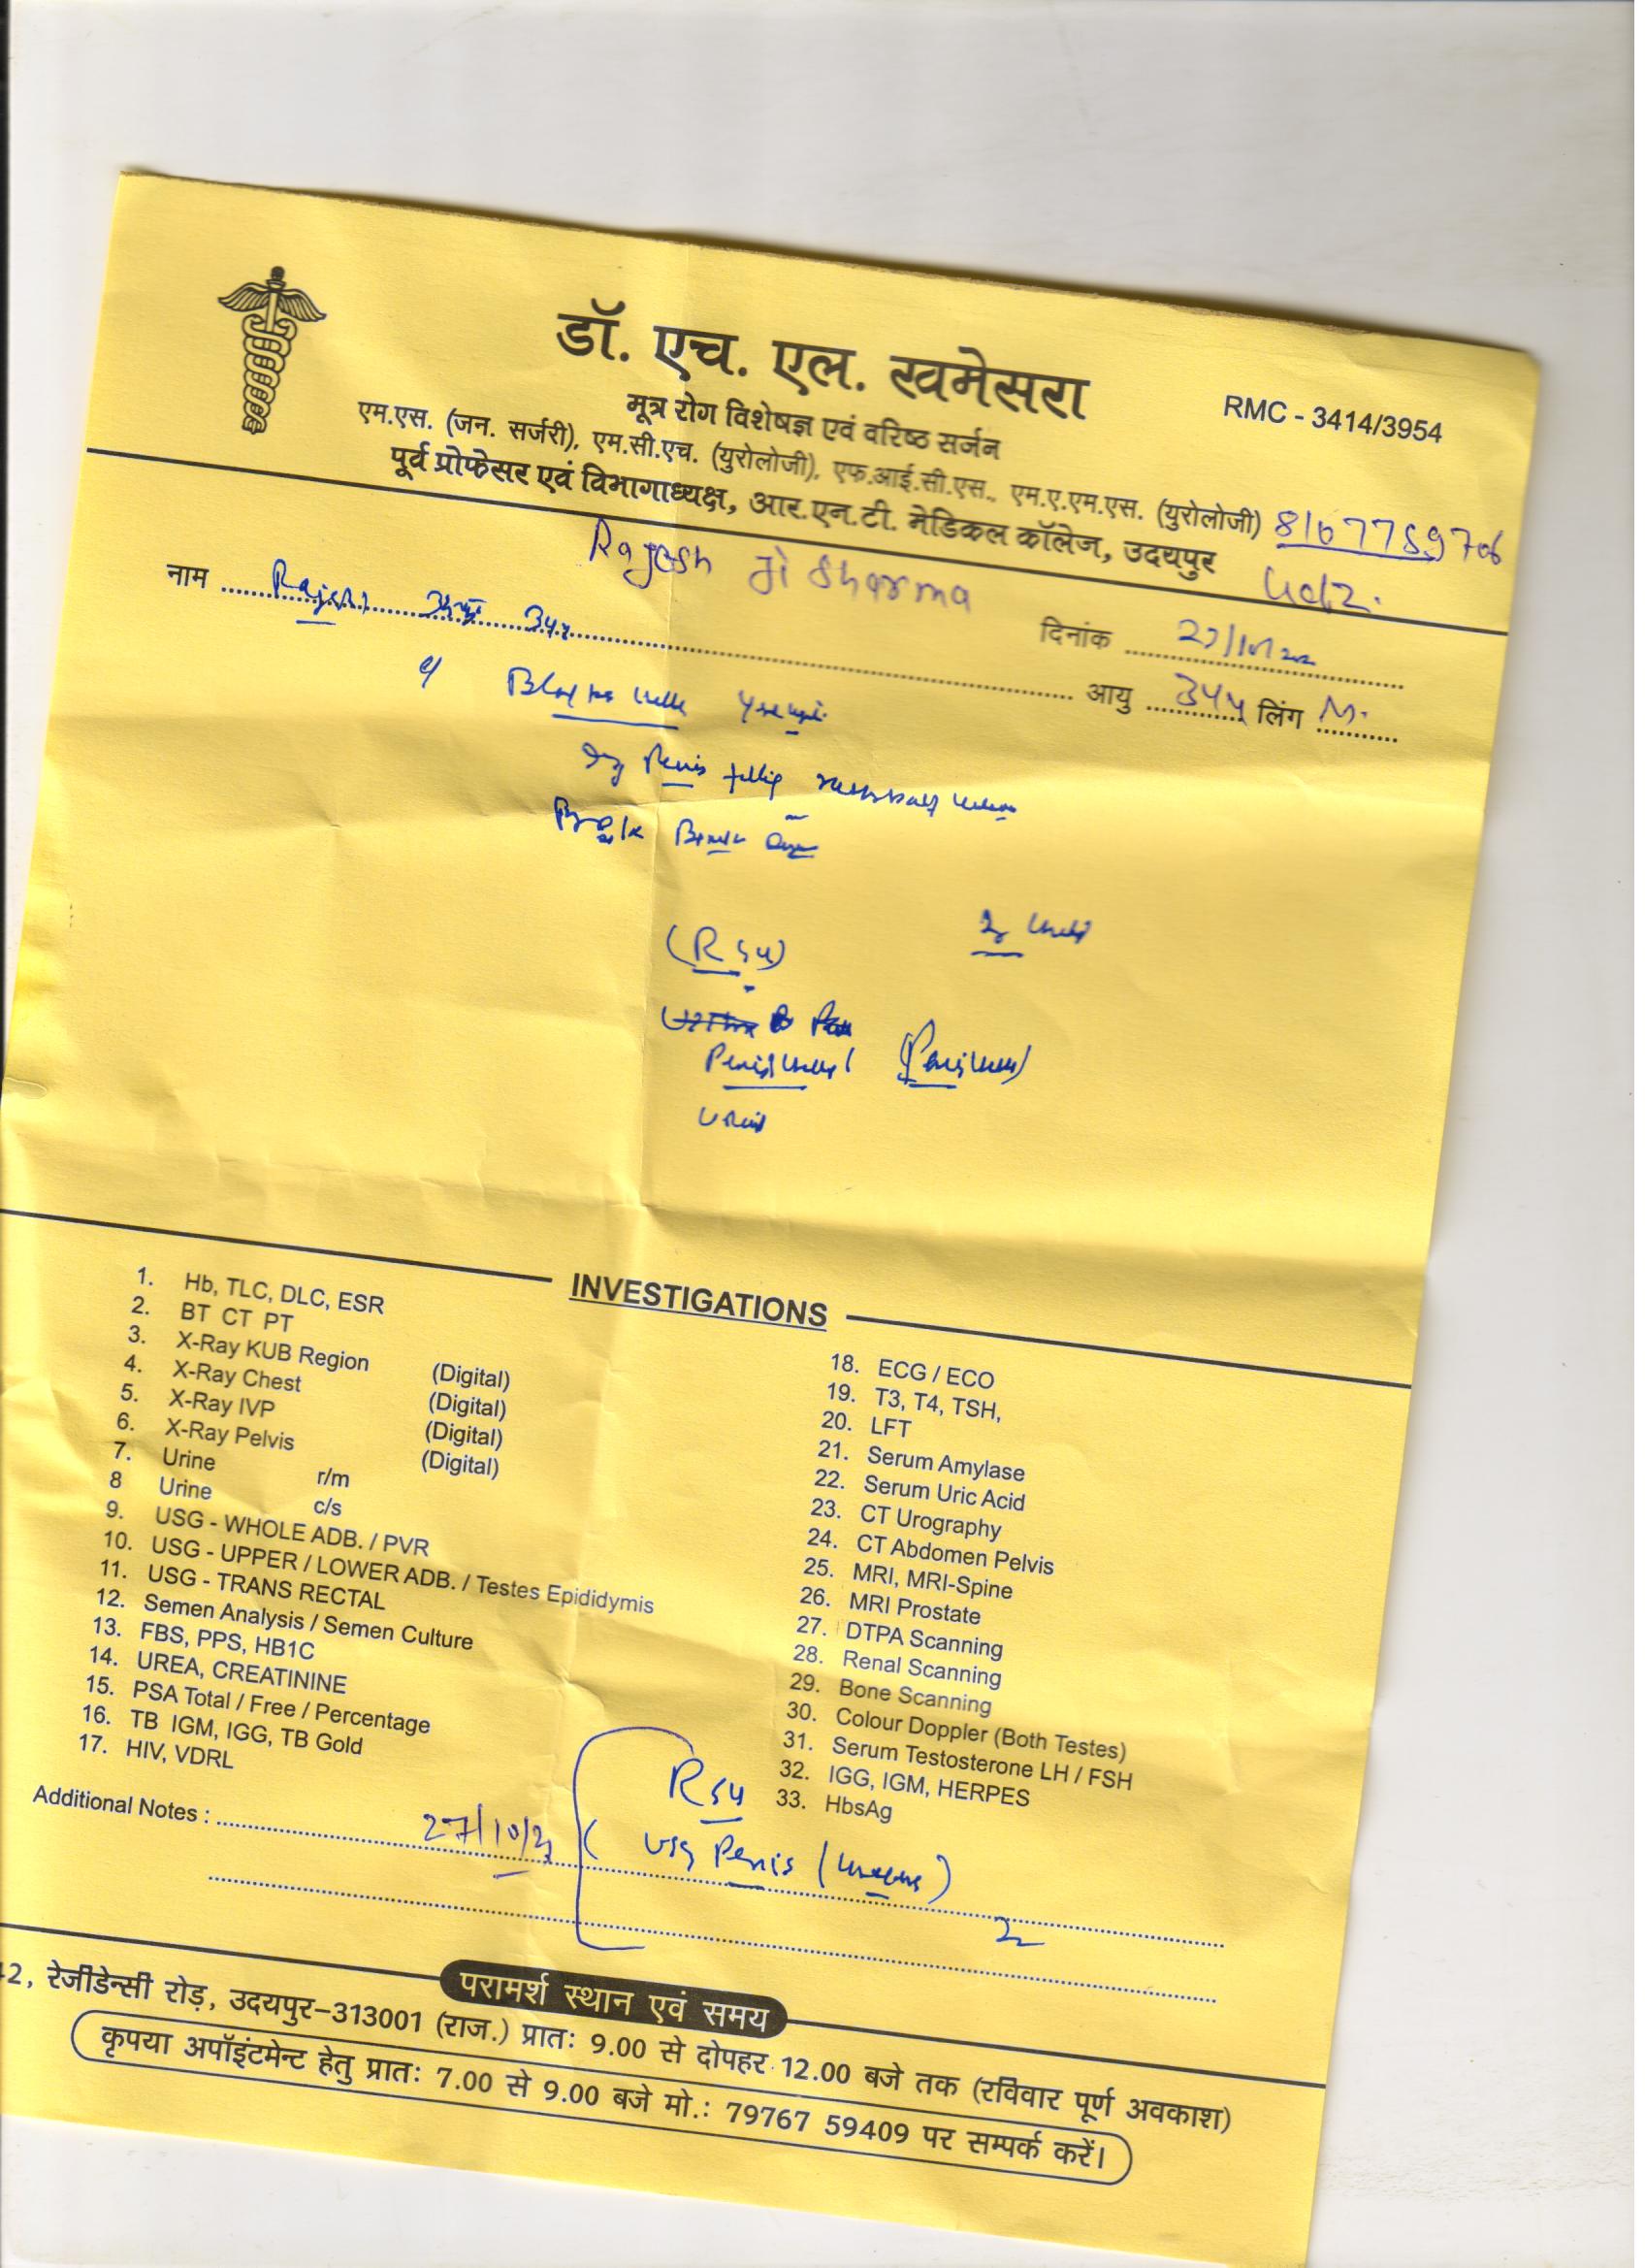 डॉ. एच. एल. खमेसरा
RMC - 3414/3954
मूत्र रोग विशेषज्ञ एवं वरिष्ठ सर्जन
एम.एस. (जन. सर्जरी), एम.सी.एच. (युरोलोजी), एफ.आई.सी.एस., एम.ए.एम.एस. (युरोलोजी)
पूर्व प्रोफेसर एवं विभागाध्यक्ष, आर.एन.टी. मेडिकल कॉलेज, उदयपुर
Rajesh ji Sharma
नाम Rajesh 34y
दिनांक
आयु 34y लिंग M.
Penis
(RSU)
INVESTIGATIONS
1. Hb, TLC, DLC, ESR
2. BT CT PT
3. X-Ray KUB Region (Digital)
4. X-Ray Chest (Digital)
5. X-Ray IVP (Digital)
6. X-Ray Pelvis (Digital)
7. Urine r/m
8 Urine c/s
9. USG - WHOLE ADB. / PVR
10. USG - UPPER / LOWER ADB. / Testes Epididymis
11. USG - TRANS RECTAL
12. Semen Analysis / Semen Culture
13. FBS, PPS, HB1C
14. UREA, CREATININE
15. PSA Total / Free / Percentage
16. TB IGM, IGG, TB Gold
17. HIV, VDRL
18. ECG / ECO
19. T3, T4, TSH,
20. LFT
21. Serum Amylase
22. Serum Uric Acid
23. CT Urography
24. CT Abdomen Pelvis
25. MRI, MRI-Spine
26. MRI Prostate
27. DTPA Scanning
28. Renal Scanning
29. Bone Scanning
30. Colour Doppler (Both Testes)
31. Serum Testosterone LH / FSH
32. IGG, IGM, HERPES
33. HbsAg
RSU
Additional Notes :
USG Penis
परामर्श स्थान एवं समय
2, रेजीडेन्सी रोड़, उदयपुर-313001 (राज.) प्रातः 9.00 से दोपहर 12.00 बजे तक (रविवार पूर्ण अवकाश)
कृपया अपॉइंटमेन्ट हेतु प्रातः 7.00 से 9.00 बजे मो.: 79767 59409 पर सम्पर्क करें।